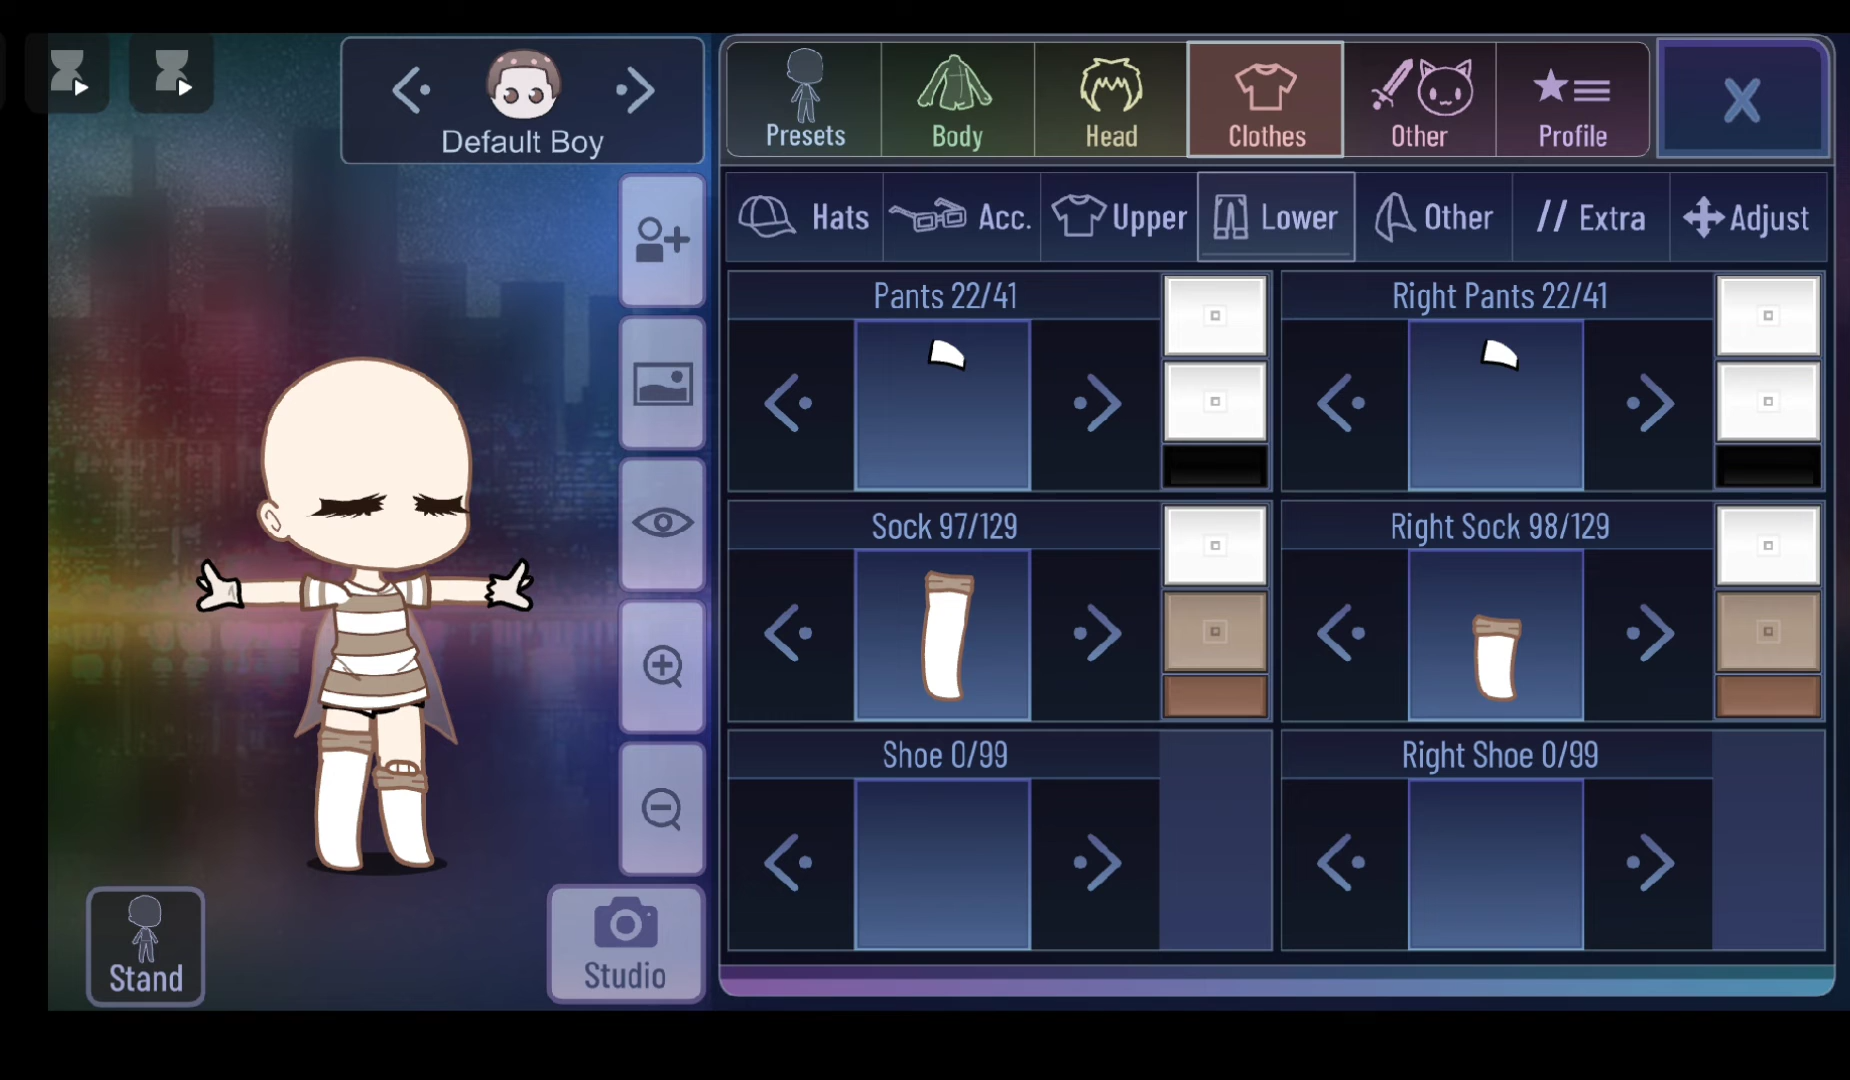 Default Boy
Presets
Body
Head
Clothes
Other
Profile
X
Hats
Acc.
Upper
Lower
Other
// Extra
Adjust
Pants 22/41
Right Pants 22/41
Sock 97/129
Right Sock 98/129
Shoe 0/99
Right Shoe 0/99
Stand
Studio